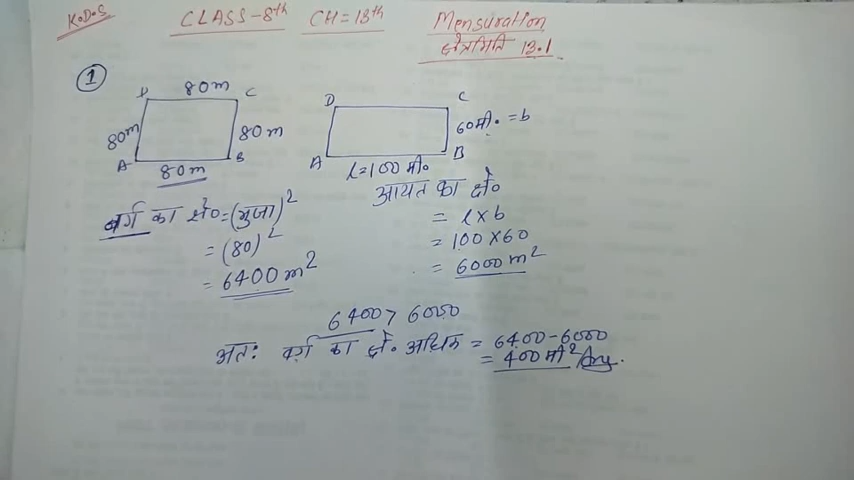 K.D.S CLASS-8th CH=13th Mensuration
क्षेत्रमिति 13.1
1
D 80m C
80m 80m
A 80m B
D C
60मी० = b
A l=100 मी० B
वर्ग का क्षे०=(भुजा)²
= (80)²
= 6400 m²
आयत का क्षे०
= l×b
= 100×60
= 6000 m²
6400 > 6000
अतः वर्ग का क्षे० अधिक = 6400-6000
= 400 मी² Ans.